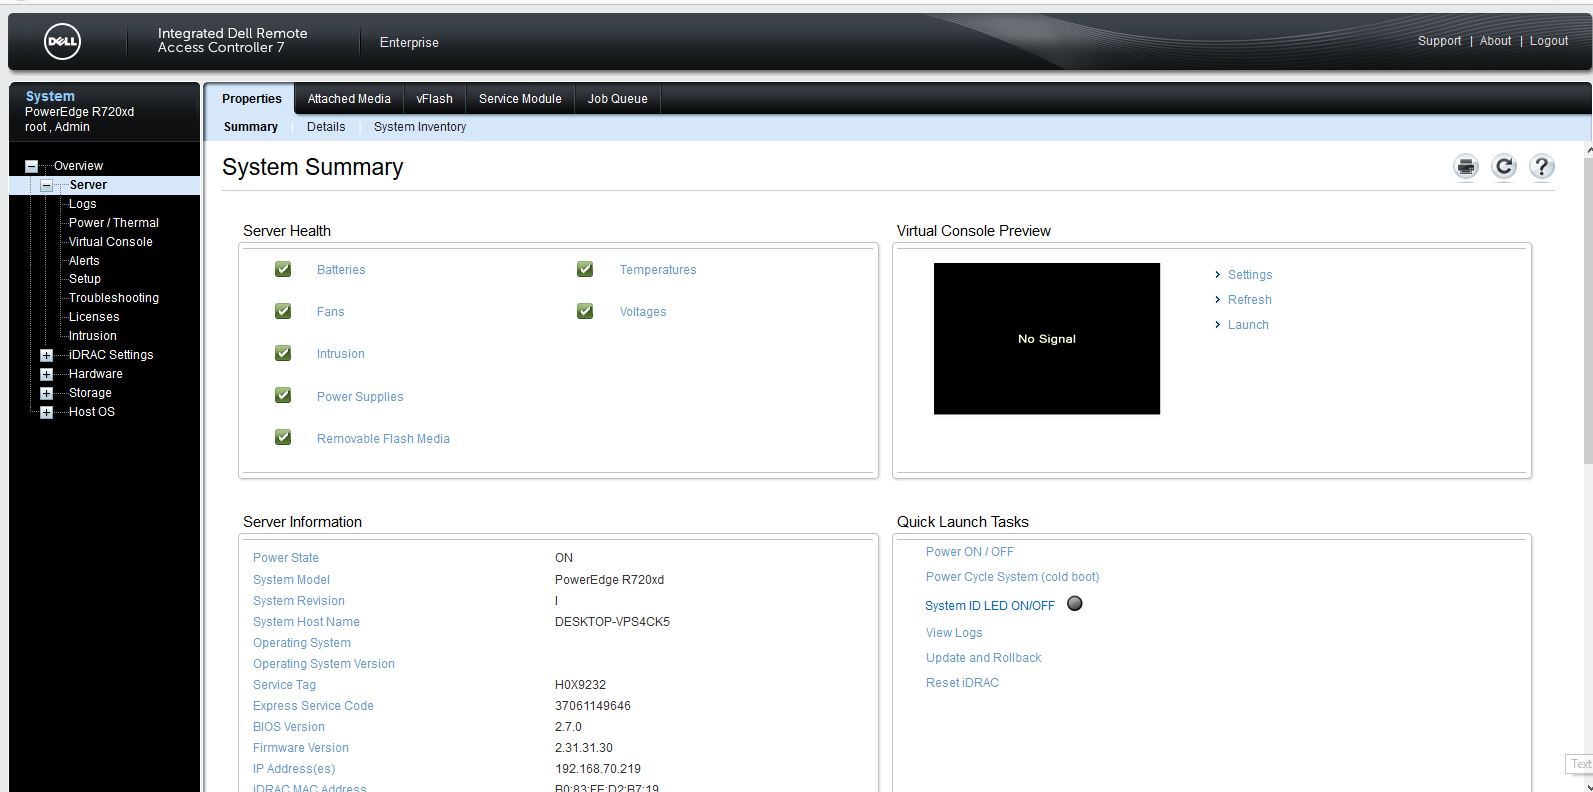 DELL
Integrated Dell Remote
Access Controller 7
Enterprise
Support | About | Logout
System
PowerEdge R720xd
root , Admin
Properties
Attached Media
vFlash
Service Module
Job Queue
Summary
Details
System Inventory
Overview
Server
Logs
Power / Thermal
Virtual Console
Alerts
Setup
Troubleshooting
Licenses
Intrusion
iDRAC Settings
Hardware
Storage
Host OS
System Summary
Server Health
Batteries
Temperatures
Fans
Voltages
Intrusion
Power Supplies
Removable Flash Media
Virtual Console Preview
No Signal
Settings
Refresh
Launch
Server Information
Power State ON
System Model PowerEdge R720xd
System Revision I
System Host Name DESKTOP-VPS4CK5
Operating System
Operating System Version
Service Tag H0X9232
Express Service Code 37061149646
BIOS Version 2.7.0
Firmware Version 2.31.31.30
IP Address(es) 192.168.70.219
iDRAC MAC Address B0:83:FE:D2:B7:19
Quick Launch Tasks
Power ON / OFF
Power Cycle System (cold boot)
System ID LED ON/OFF
View Logs
Update and Rollback
Reset iDRAC
Text